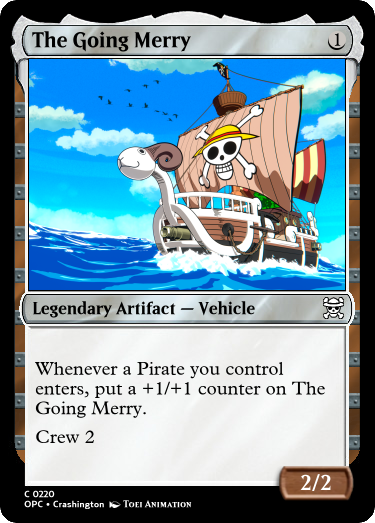 The Going Merry 1
Legendary Artifact — Vehicle
Whenever a Pirate you control
enters, put a +1/+1 counter on The
Going Merry.
Crew 2
2/2
C 0220
OPC • Crashington Toei Animation